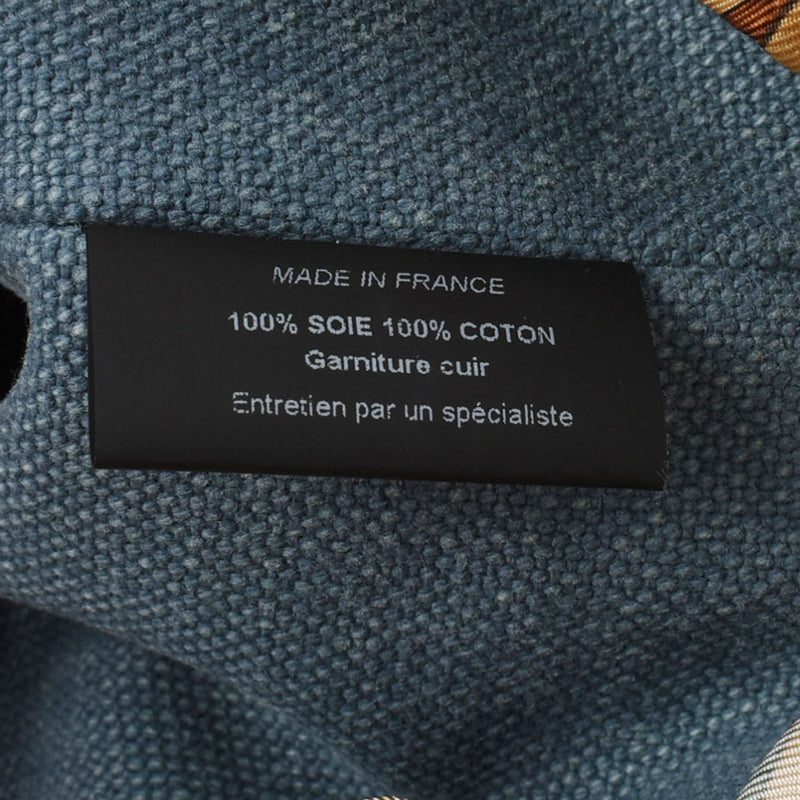 MADE IN FRANCE
100% SOIE 100% COTON
Garniture cuir
Entretien par un spécialiste